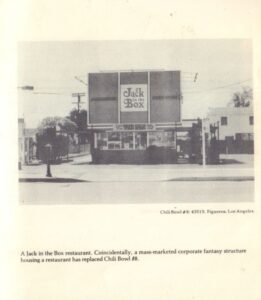 Jack
in the
Box
Chili Bowl #8: 4201 S. Figueroa, Los Angeles
A Jack in the Box restaurant. Coincidentally, a mass-marketed corporate fantasy structure
housing a restaurant has replaced Chili Bowl #8.